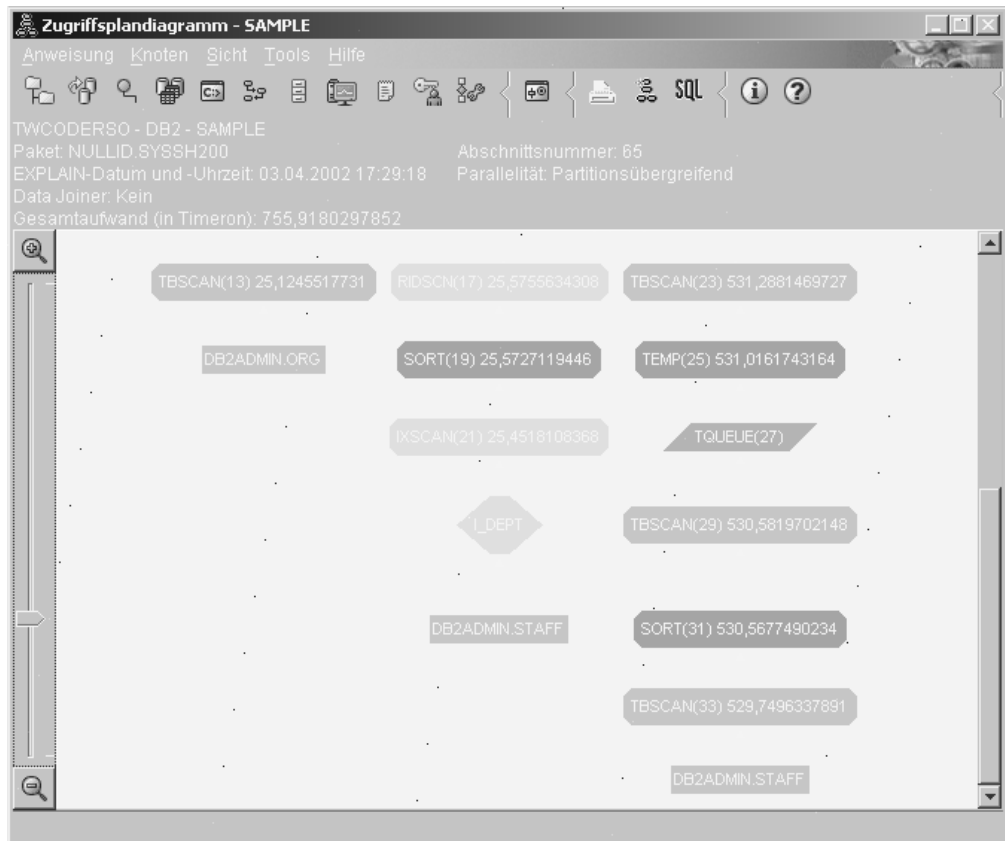 Zugriffsplandiagramm - SAMPLE
Anweisung Knoten Sicht Tools Hilfe
SQL
TWCODERSO - DB2 - SAMPLE
Paket: NULLID.SYSSH200 Abschnittsnummer: 65
EXPLAIN-Datum und -Uhrzeit: 03.04.2002 17:29:18 Parallelität: Partitionsübergreifend
Data Joiner: Kein
Gesamtaufwand (in Timeron): 755,9180297852
TBSCAN(13) 25,1245517731 RIDSCN(17) 25,5755634308 TBSCAN(23) 531,2881469727
DB2ADMIN.ORG SORT(19) 25,5727119446 TEMP(25) 531,0161743164
IXSCAN(21) 25,4518108368 TQUEUE(27)
I_DEPT TBSCAN(29) 530,5819702148
DB2ADMIN.STAFF SORT(31) 530,5677490234
TBSCAN(33) 529,7496337891
DB2ADMIN.STAFF